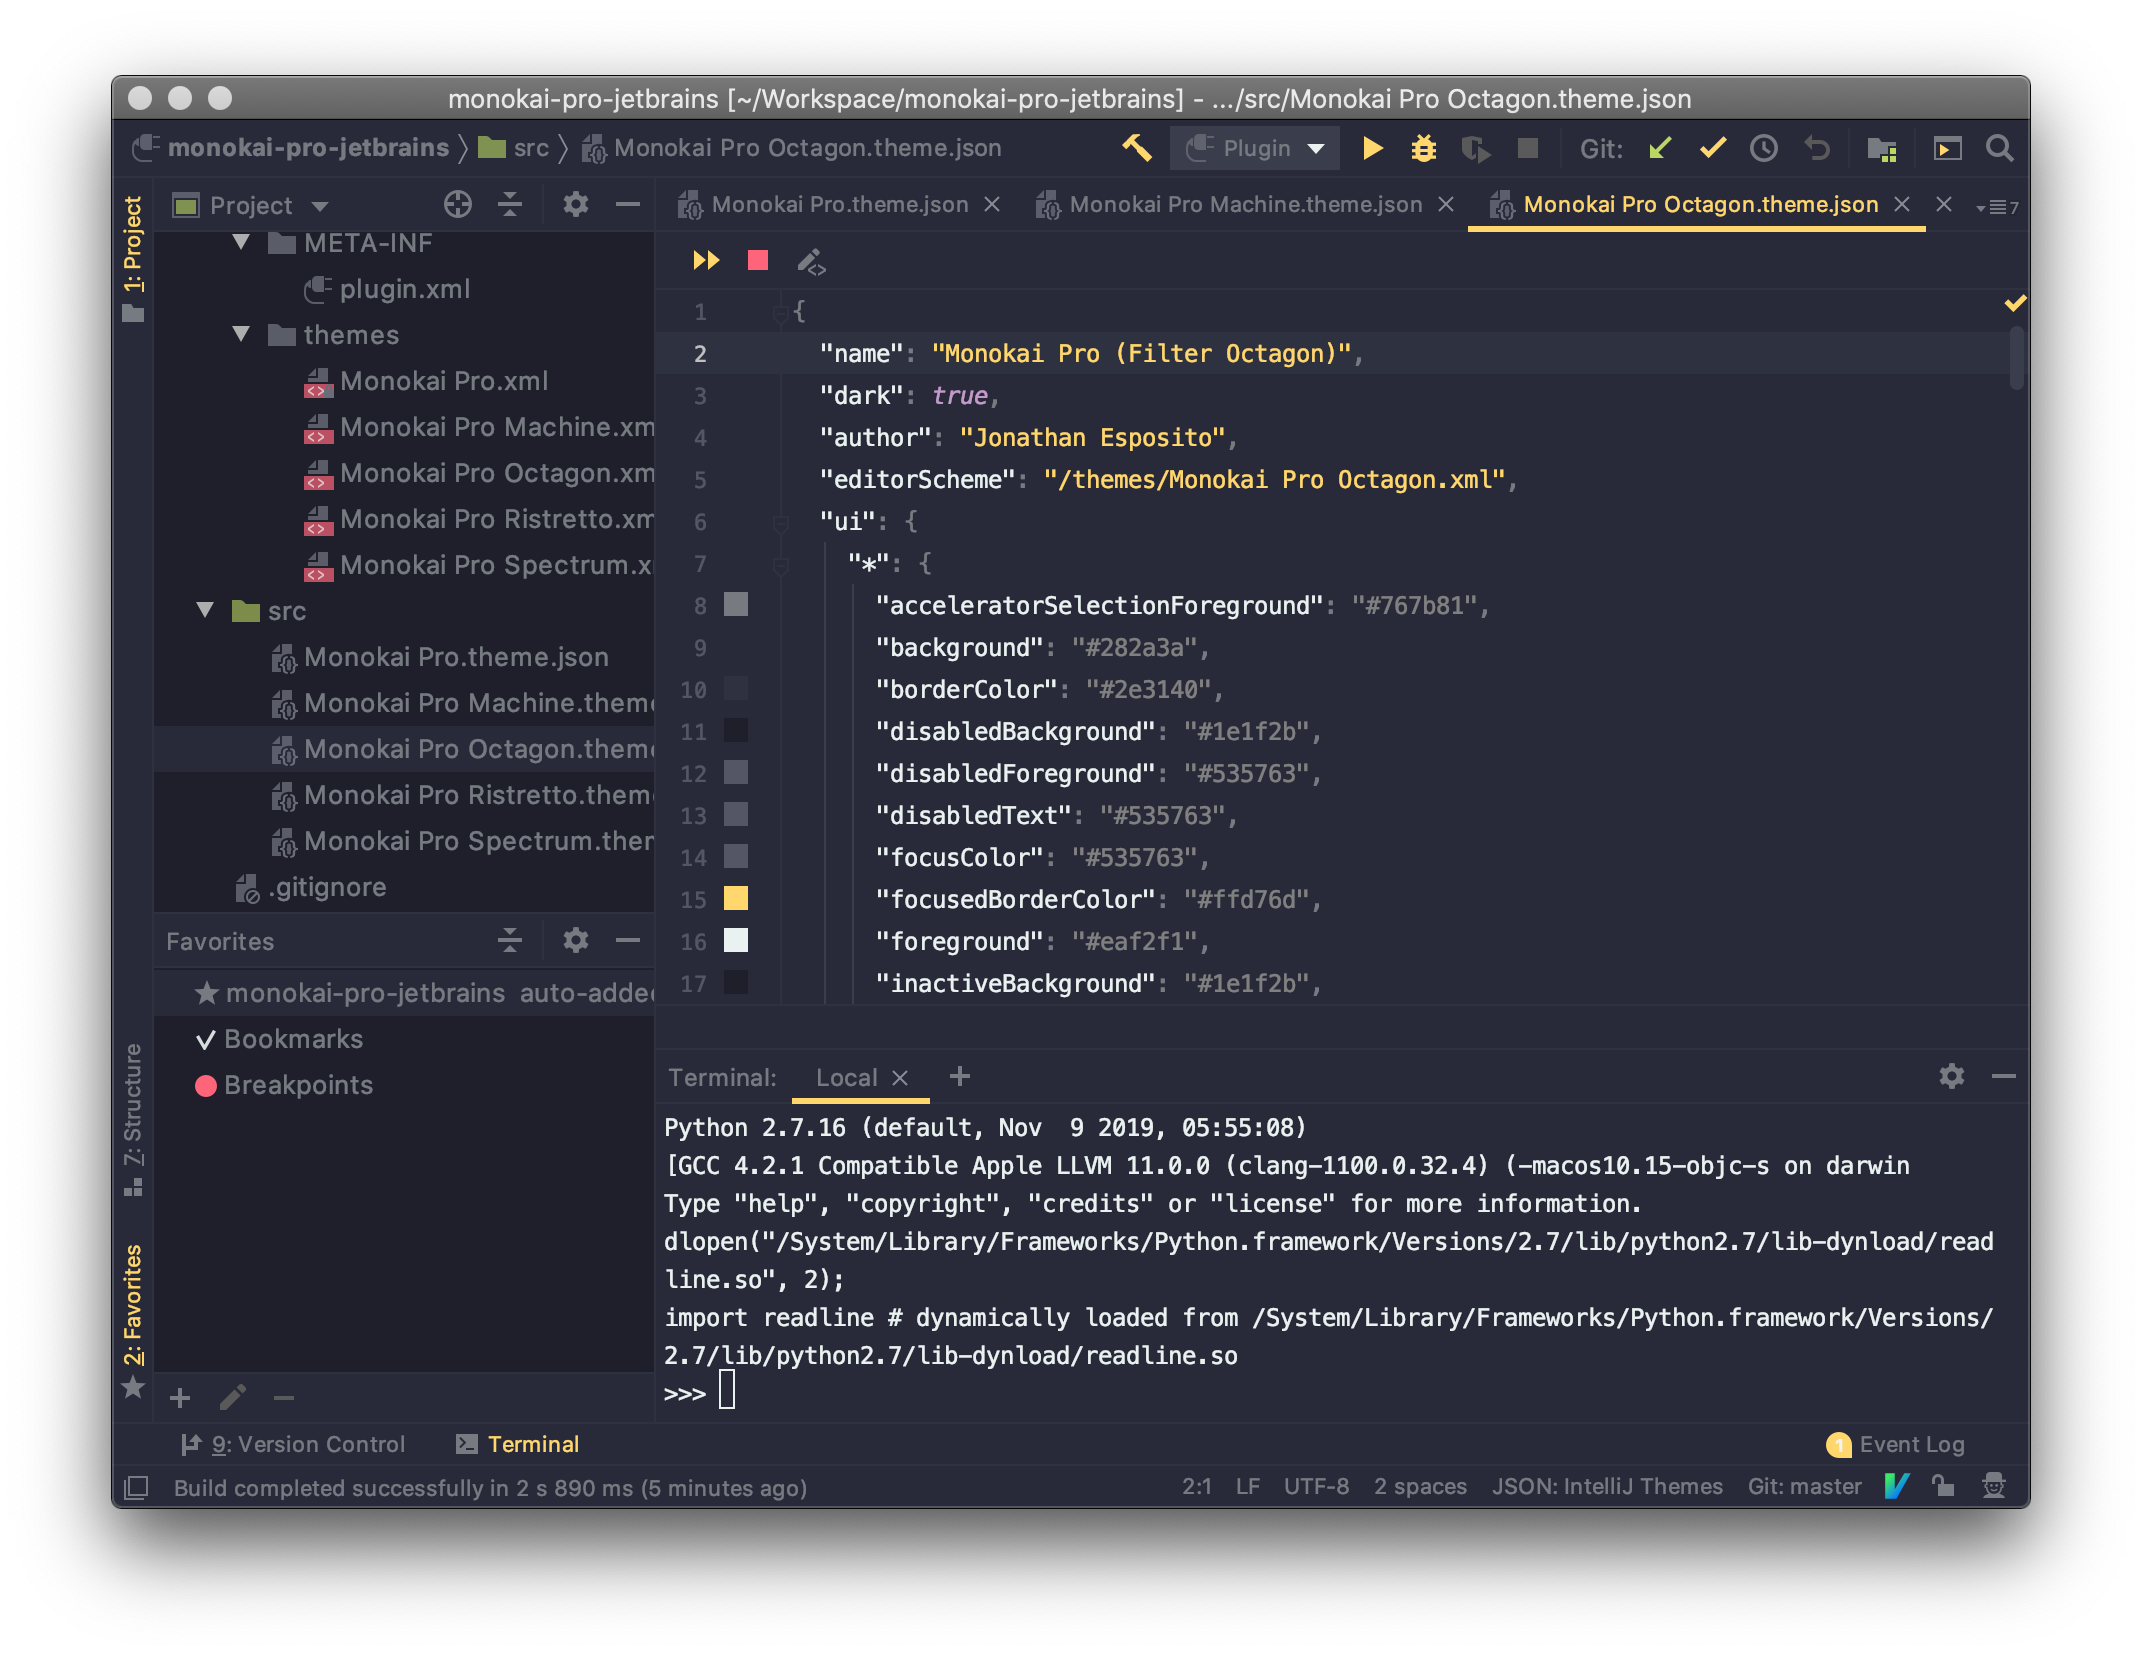 monokai-pro-jetbrains [~/Workspace/monokai-pro-jetbrains] - .../src/Monokai Pro Octagon.theme.json
monokai-pro-jetbrains src Monokai Pro Octagon.theme.json Plugin Git:
1: Project
Project
META-INF
plugin.xml
themes
Monokai Pro.xml
Monokai Pro Machine.xm
Monokai Pro Octagon.xm
Monokai Pro Ristretto.xm
Monokai Pro Spectrum.x
src
Monokai Pro.theme.json
Monokai Pro Machine.theme
Monokai Pro Octagon.theme
Monokai Pro Ristretto.theme
Monokai Pro Spectrum.ther
.gitignore
Favorites
monokai-pro-jetbrains auto-added
Bookmarks
Breakpoints
7: Structure
2: Favorites
Monokai Pro.theme.json Monokai Pro Machine.theme.json Monokai Pro Octagon.theme.json 7
1 {
2 "name": "Monokai Pro (Filter Octagon)",
3 "dark": true,
4 "author": "Jonathan Esposito",
5 "editorScheme": "/themes/Monokai Pro Octagon.xml",
6 "ui": {
7 "*": {
8 "acceleratorSelectionForeground": "#767b81",
9 "background": "#282a3a",
10 "borderColor": "#2e3140",
11 "disabledBackground": "#1e1f2b",
12 "disabledForeground": "#535763",
13 "disabledText": "#535763",
14 "focusColor": "#535763",
15 "focusedBorderColor": "#ffd76d",
16 "foreground": "#eaf2f1",
17 "inactiveBackground": "#1e1f2b",
Terminal: Local
Python 2.7.16 (default, Nov  9 2019, 05:55:08)
[GCC 4.2.1 Compatible Apple LLVM 11.0.0 (clang-1100.0.32.4) (-macos10.15-objc-s on darwin
Type "help", "copyright", "credits" or "license" for more information.
dlopen("/System/Library/Frameworks/Python.framework/Versions/2.7/lib/python2.7/lib-dynload/read
line.so", 2);
import readline # dynamically loaded from /System/Library/Frameworks/Python.framework/Versions/
2.7/lib/python2.7/lib-dynload/readline.so
>>>
9: Version Control Terminal 1 Event Log
Build completed successfully in 2 s 890 ms (5 minutes ago) 2:1 LF UTF-8 2 spaces JSON: IntelliJ Themes Git: master